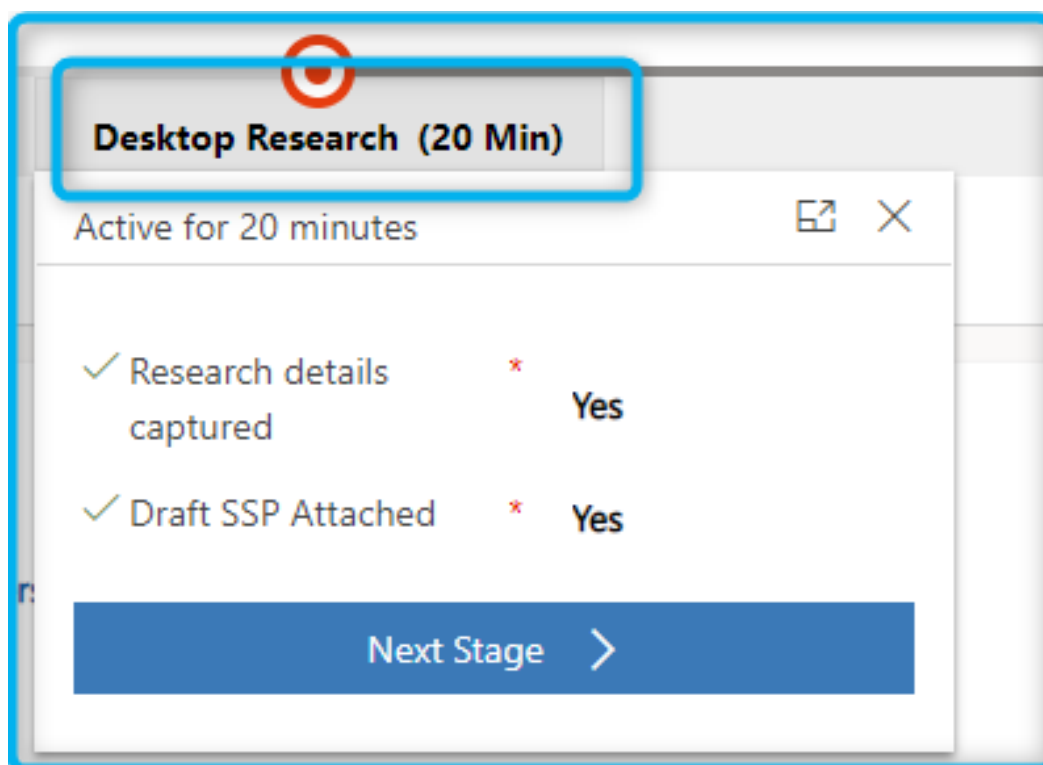 Desktop Research (20 Min)
Active for 20 minutes
Research details *
captured
Yes
Draft SSP Attached * Yes
Next Stage